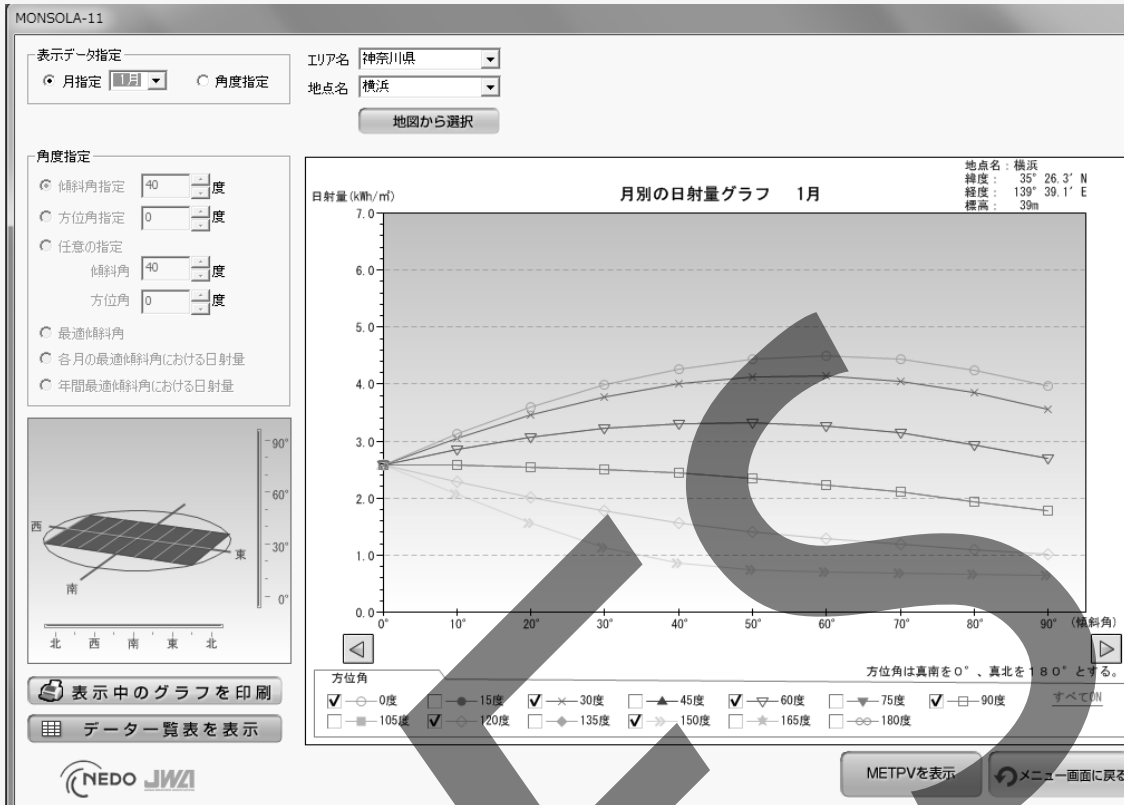 MONSOLA-11
表示データ指定
月指定 1月 角度指定
エリア名 神奈川県
地点名 横浜
地図から選択
角度指定
傾斜角指定 40 度
方位角指定 0 度
任意の指定
傾斜角 40 度
方位角 0 度
最適傾斜角
各月の最適傾斜角における日射量
年間最適傾斜角における日射量
90°
60°
30°
0°
西
東
南
北 西 南 東 北
表示中のグラフを印刷
データ一覧表を表示
NEDO JWA
地点名：横浜
緯度： 35° 26.3′ N
経度： 139° 39.1′ E
標高： 39m
日射量(kWh/㎡) 月別の日射量グラフ 1月
7.0
6.0
5.0
4.0
3.0
2.0
1.0
0.0
0° 10° 20° 30° 40° 50° 60° 70° 80° 90° (傾斜角)
方位角は真南を0°、真北を180°とする。
方位角
0度 15度 30度 45度 60度 75度 90度 すべてON
105度 120度 135度 150度 165度 180度
METPVを表示 メニュー画面に戻る